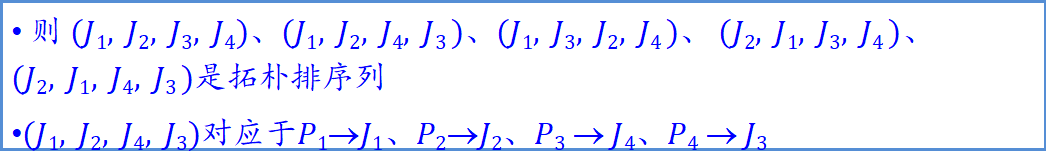 • 则 (J₁, J₂, J₃, J₄)、(J₁, J₂, J₄, J₃)、(J₁, J₃, J₂, J₄)、 (J₂, J₁, J₃, J₄)、
(J₂, J₁, J₄, J₃)是拓朴排序列
•(J₁, J₂, J₄, J₃)对应于P₁→J₁、P₂→J₂、P₃ → J₄、P₄ → J₃